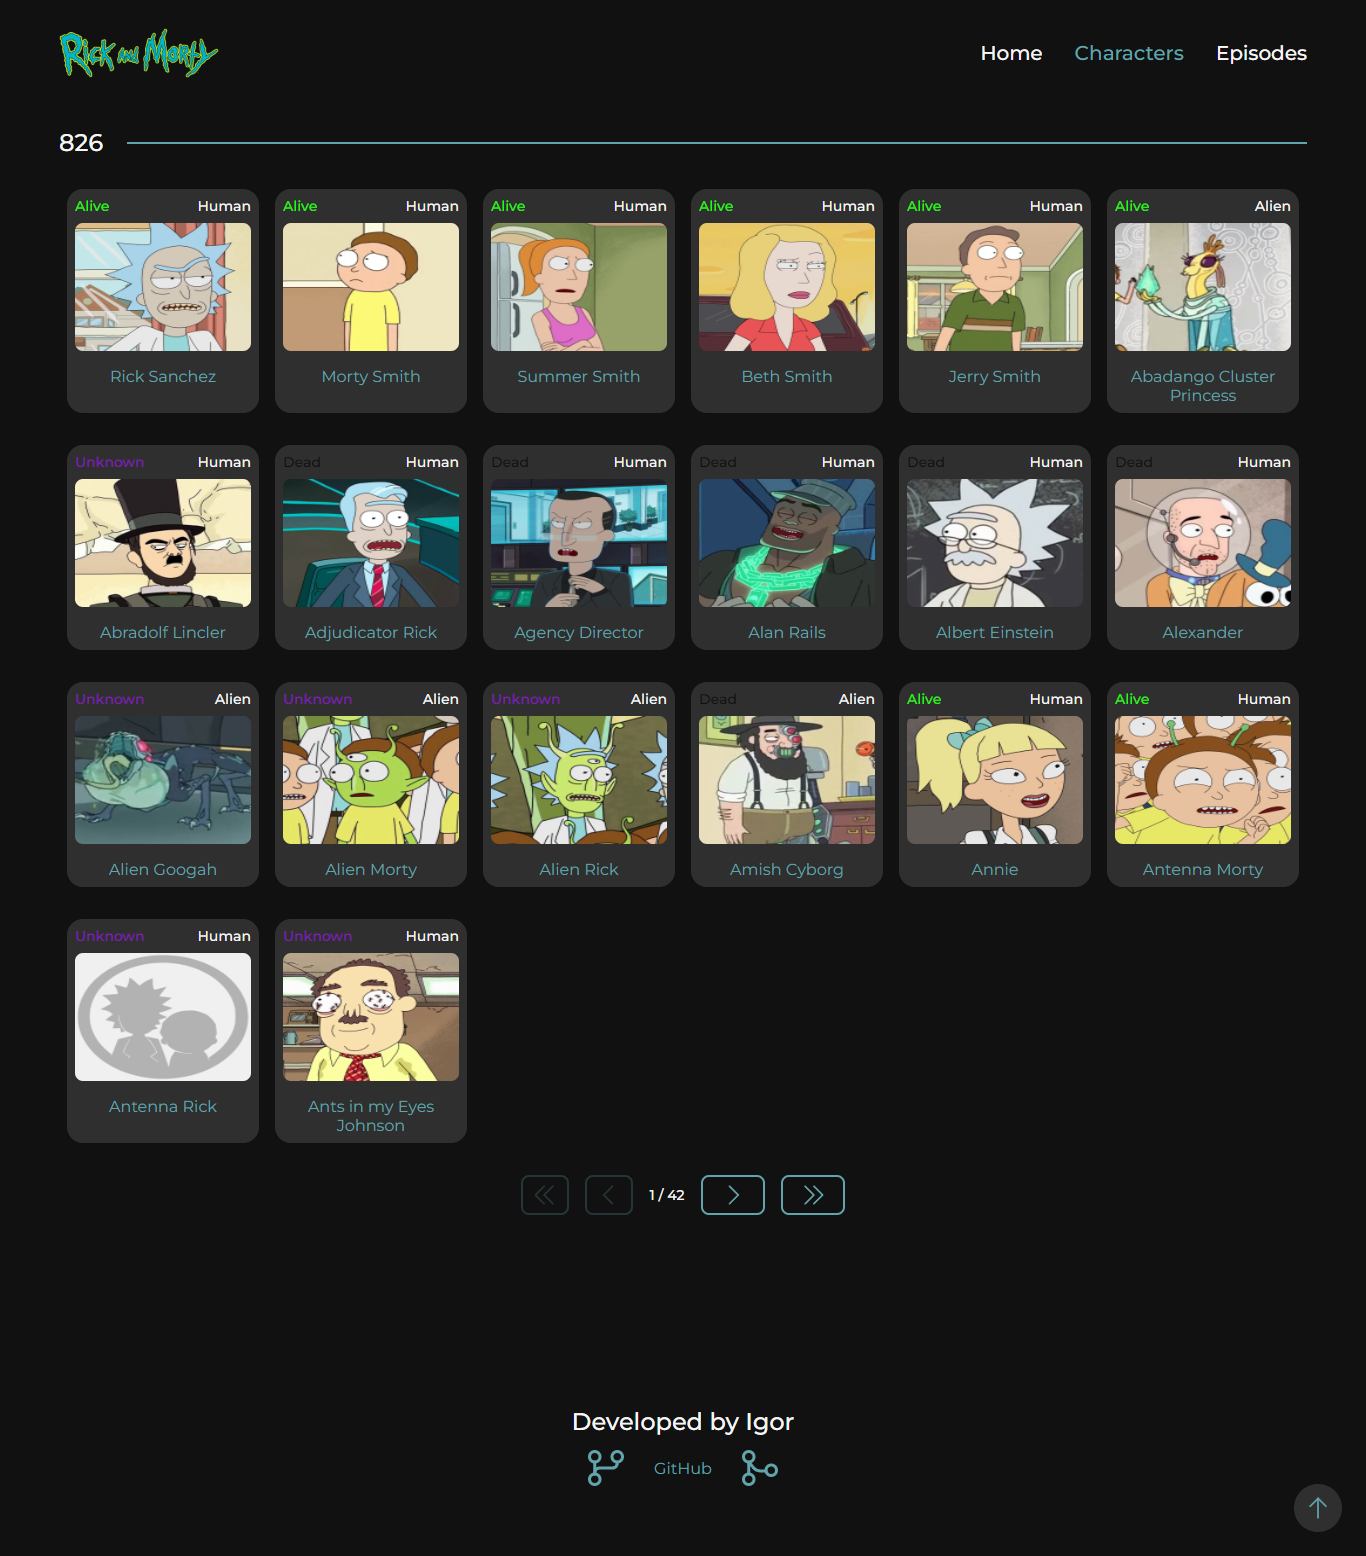 Rick and Morty
Home Characters Episodes
826
Alive Human
Rick Sanchez
Alive Human
Morty Smith
Alive Human
Summer Smith
Alive Human
Beth Smith
Alive Human
Jerry Smith
Alive Alien
Abadango Cluster
Princess
Unknown Human
Abradolf Lincler
Dead Human
Adjudicator Rick
Dead Human
Agency Director
Dead Human
Alan Rails
Dead Human
Albert Einstein
Dead Human
Alexander
Unknown Alien
Alien Googah
Unknown Alien
Alien Morty
Unknown Alien
Alien Rick
Dead Alien
Amish Cyborg
Alive Human
Annie
Alive Human
Antenna Morty
Unknown Human
Antenna Rick
Unknown Human
Ants in my Eyes
Johnson
1 / 42
Developed by Igor
GitHub